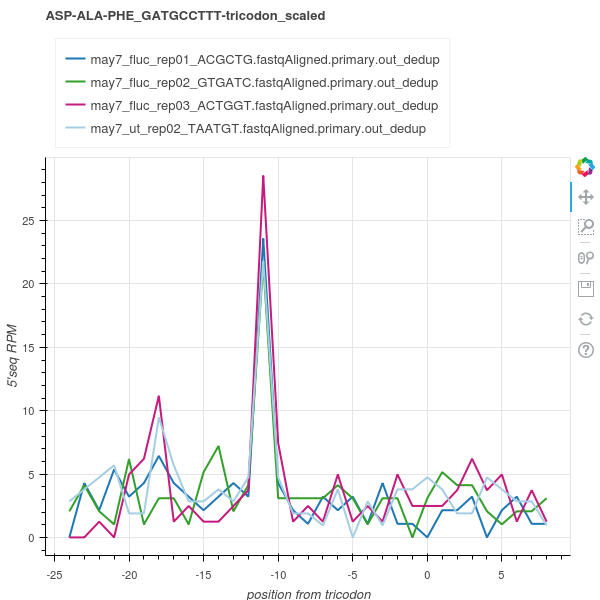 ASP-ALA-PHE_GATGCCTTT-tricodon_scaled
may7_fluc_rep01_ACGCTG.fastqAligned.primary.out_dedup
may7_fluc_rep02_GTGATC.fastqAligned.primary.out_dedup
may7_fluc_rep03_ACTGGT.fastqAligned.primary.out_dedup
may7_ut_rep02_TAATGT.fastqAligned.primary.out_dedup
25
20
15
10
5
0
5'seq RPM
-25 -20 -15 -10 -5 0 5
position from tricodon